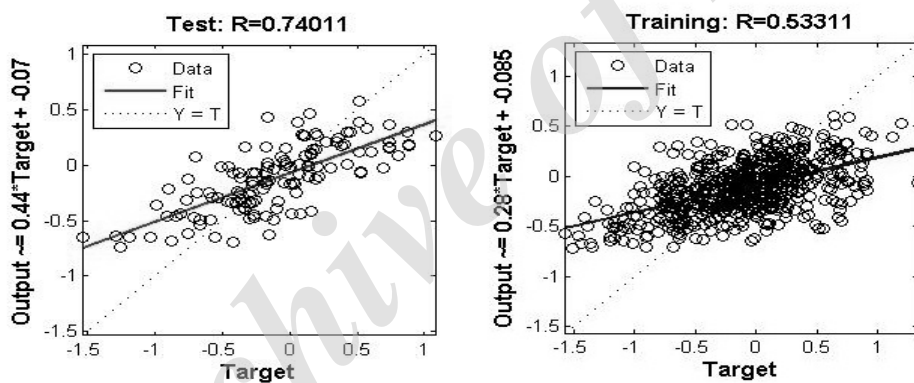 Test: R=0.74011
Output ~= 0.44*Target + -0.07
1
0.5
0
-0.5
-1
-1.5
Data
Fit
Y = T
-1.5
-1
-0.5
0
0.5
1
Target
Training: R=0.53311
Output ~= 0.28*Target + -0.085
1
0.5
0
-0.5
-1
-1.5
Data
Fit
Y = T
-1.5
-1
-0.5
0
0.5
1
Target
hive of